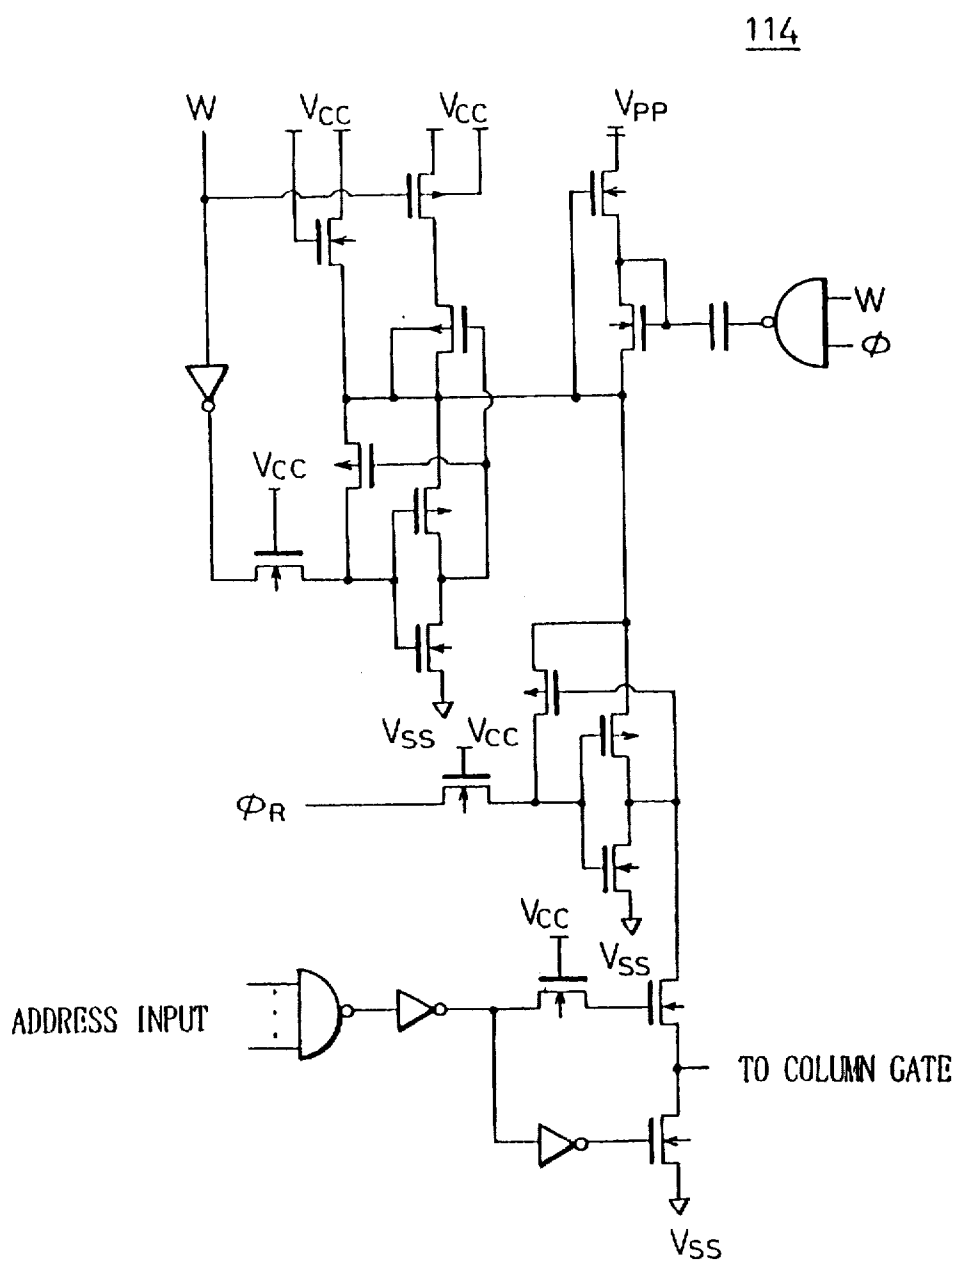 114
W
VCC
VCC
VPP
W
Φ
VCC
VSS
VCC
ΦR
VCC
VSS
ADDRESS INPUT
TO COLUMN GATE
VSS